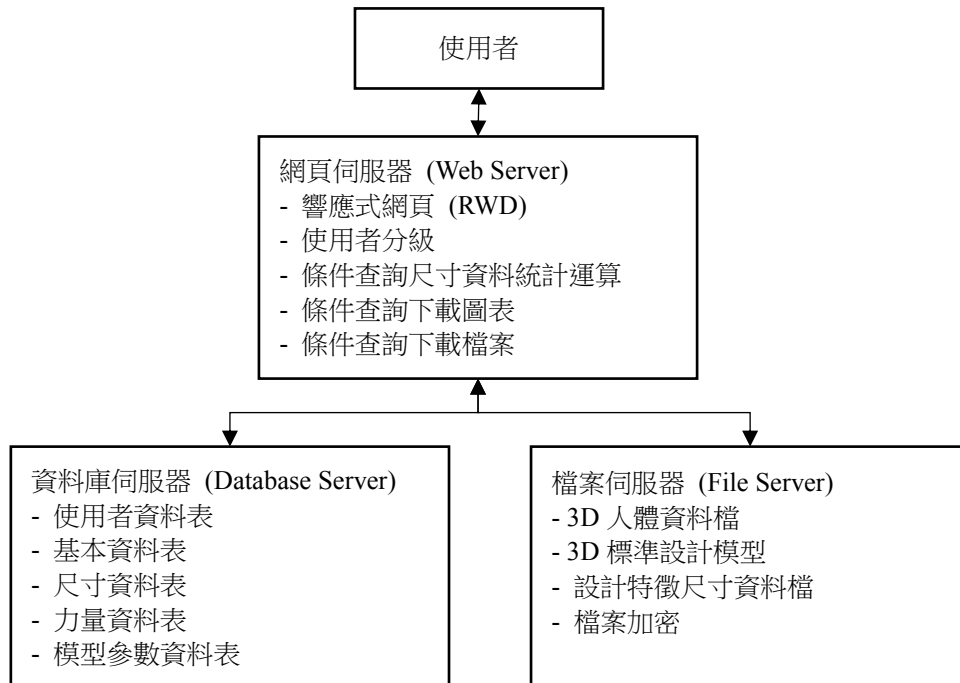 使用者
網頁伺服器 (Web Server)
- 響應式網頁 (RWD)
- 使用者分級
- 條件查詢尺寸資料統計運算
- 條件查詢下載圖表
- 條件查詢下載檔案
資料庫伺服器 (Database Server)
- 使用者資料表
- 基本資料表
- 尺寸資料表
- 力量資料表
- 模型參數資料表
檔案伺服器 (File Server)
- 3D 人體資料檔
- 3D 標準設計模型
- 設計特徵尺寸資料檔
- 檔案加密